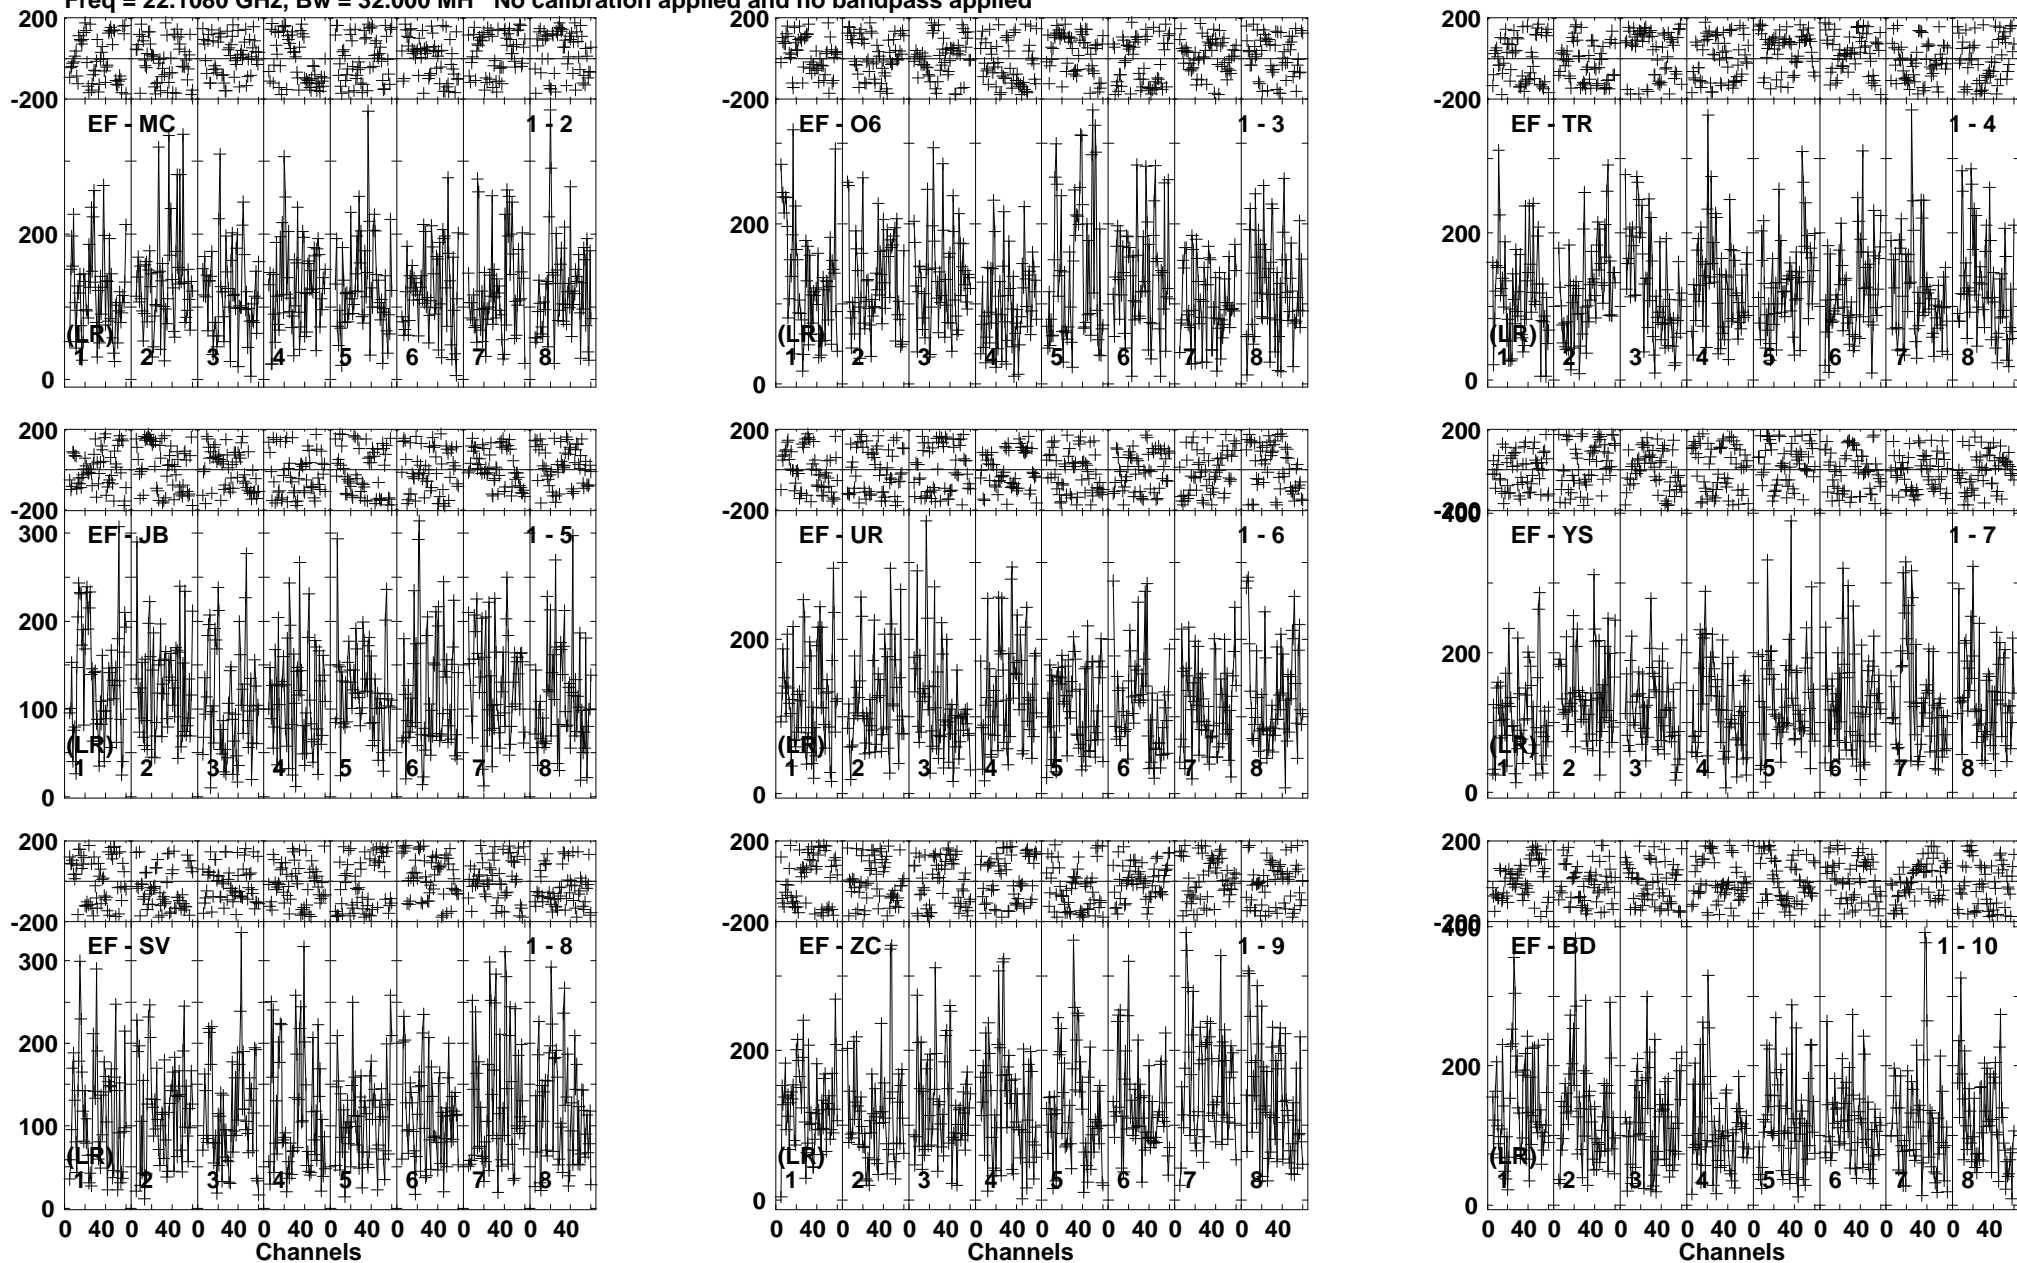 Freq = 22.1080 GHz, Bw = 32.000 MH No calibration applied and no bandpass applied
200
-200
EF - MC 1 - 2
200
0
(LR)
1 2 3 4 5 6 7 8
200
-200
EF - O6 1 - 3
200
0
(LR)
1 2 3 4 5 6 7 8
200
-200
EF - TR 1 - 4
200
0
(LR)
1 2 3 4 5 6 7 8
200
-200
EF - JB 1 - 5
300
200
100
0
(LR)
1 2 3 4 5 6 7 8
200
-200
EF - UR 1 - 6
200
0
(LR)
1 2 3 4 5 6 7 8
200
-200
400
EF - YS 1 - 7
200
0
(LR)
1 2 3 4 5 6 7 8
200
-200
EF - SV 1 - 8
300
200
100
0
(LR)
1 2 3 4 5 6 7 8
0 40 0 40 0 40 0 40 0 40 0 40 0 40 0 40
Channels
200
-200
EF - ZC 1 - 9
200
0
(LR)
1 2 3 4 5 6 7 8
0 40 0 40 0 40 0 40 0 40 0 40 0 40 0 40
200
-200
400
EF - BD 1 - 10
200
0
(LR)
1 2 3 4 5 6 7 8
0 40 0 40 0 40 0 40 0 40 0 40 0 40 0 40
Channels